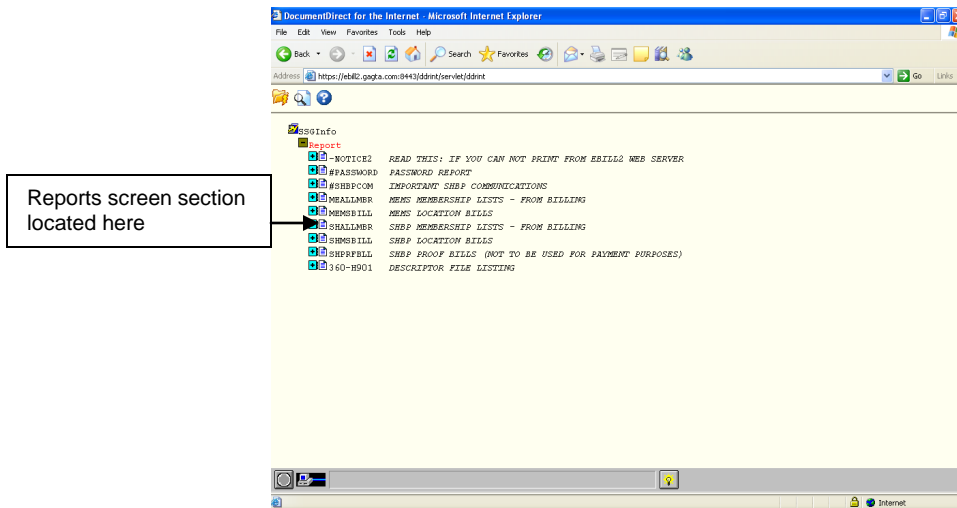 DocumentDirect for the Internet - Microsoft Internet Explorer
File Edit View Favorites Tools Help
Back Search Favorites
Address https://ebill2.gagta.com:8443/ddrint/servlet/ddrint Go Links
SSGInfo
Report
-NOTICE2 READ THIS: IF YOU CAN NOT PRINT FROM EBILL2 WEB SERVER
#PASSWORD PASSWORD REPORT
#SHBPCOM IMPORTANT SHBP COMMUNICATIONS
MEALLMBR MEMS MEMBERSHIP LISTS - FROM BILLING
MEMSBILL MEMS LOCATION BILLS
SHALLMBR SHBP MEMBERSHIP LISTS - FROM BILLING
SHMSBILL SHBP LOCATION BILLS
SHPRFBLL SHBP PROOF BILLS (NOT TO BE USED FOR PAYMENT PURPOSES)
360-H901 DESCRIPTOR FILE LISTING
Reports screen section
located here
Internet